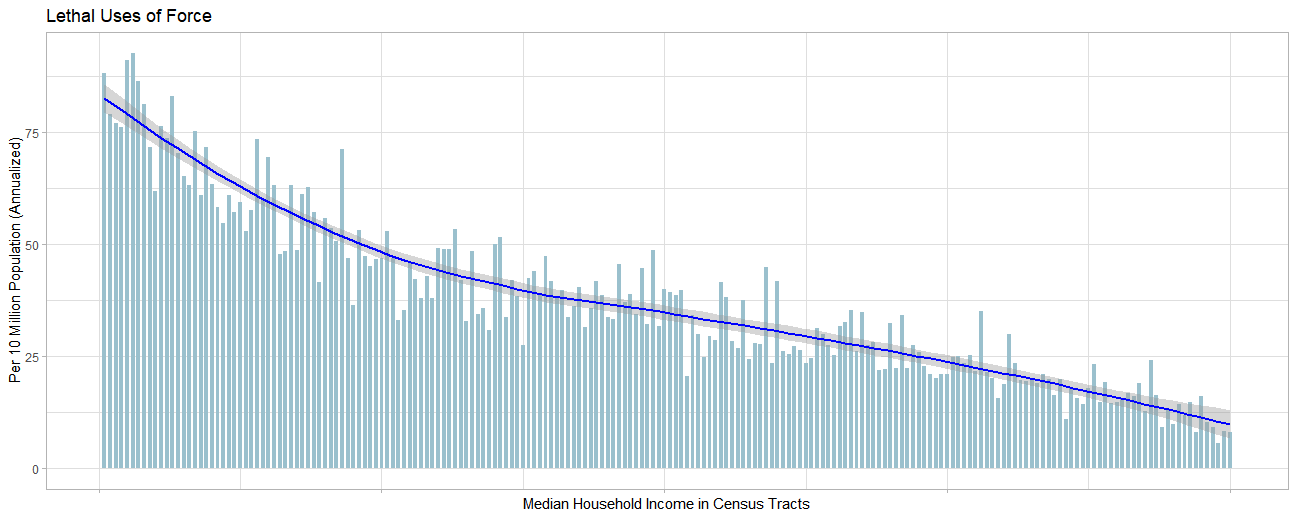 Lethal Uses of Force
Per 10 Million Population (Annualized)
75
50
25
0
Median Household Income in Census Tracts